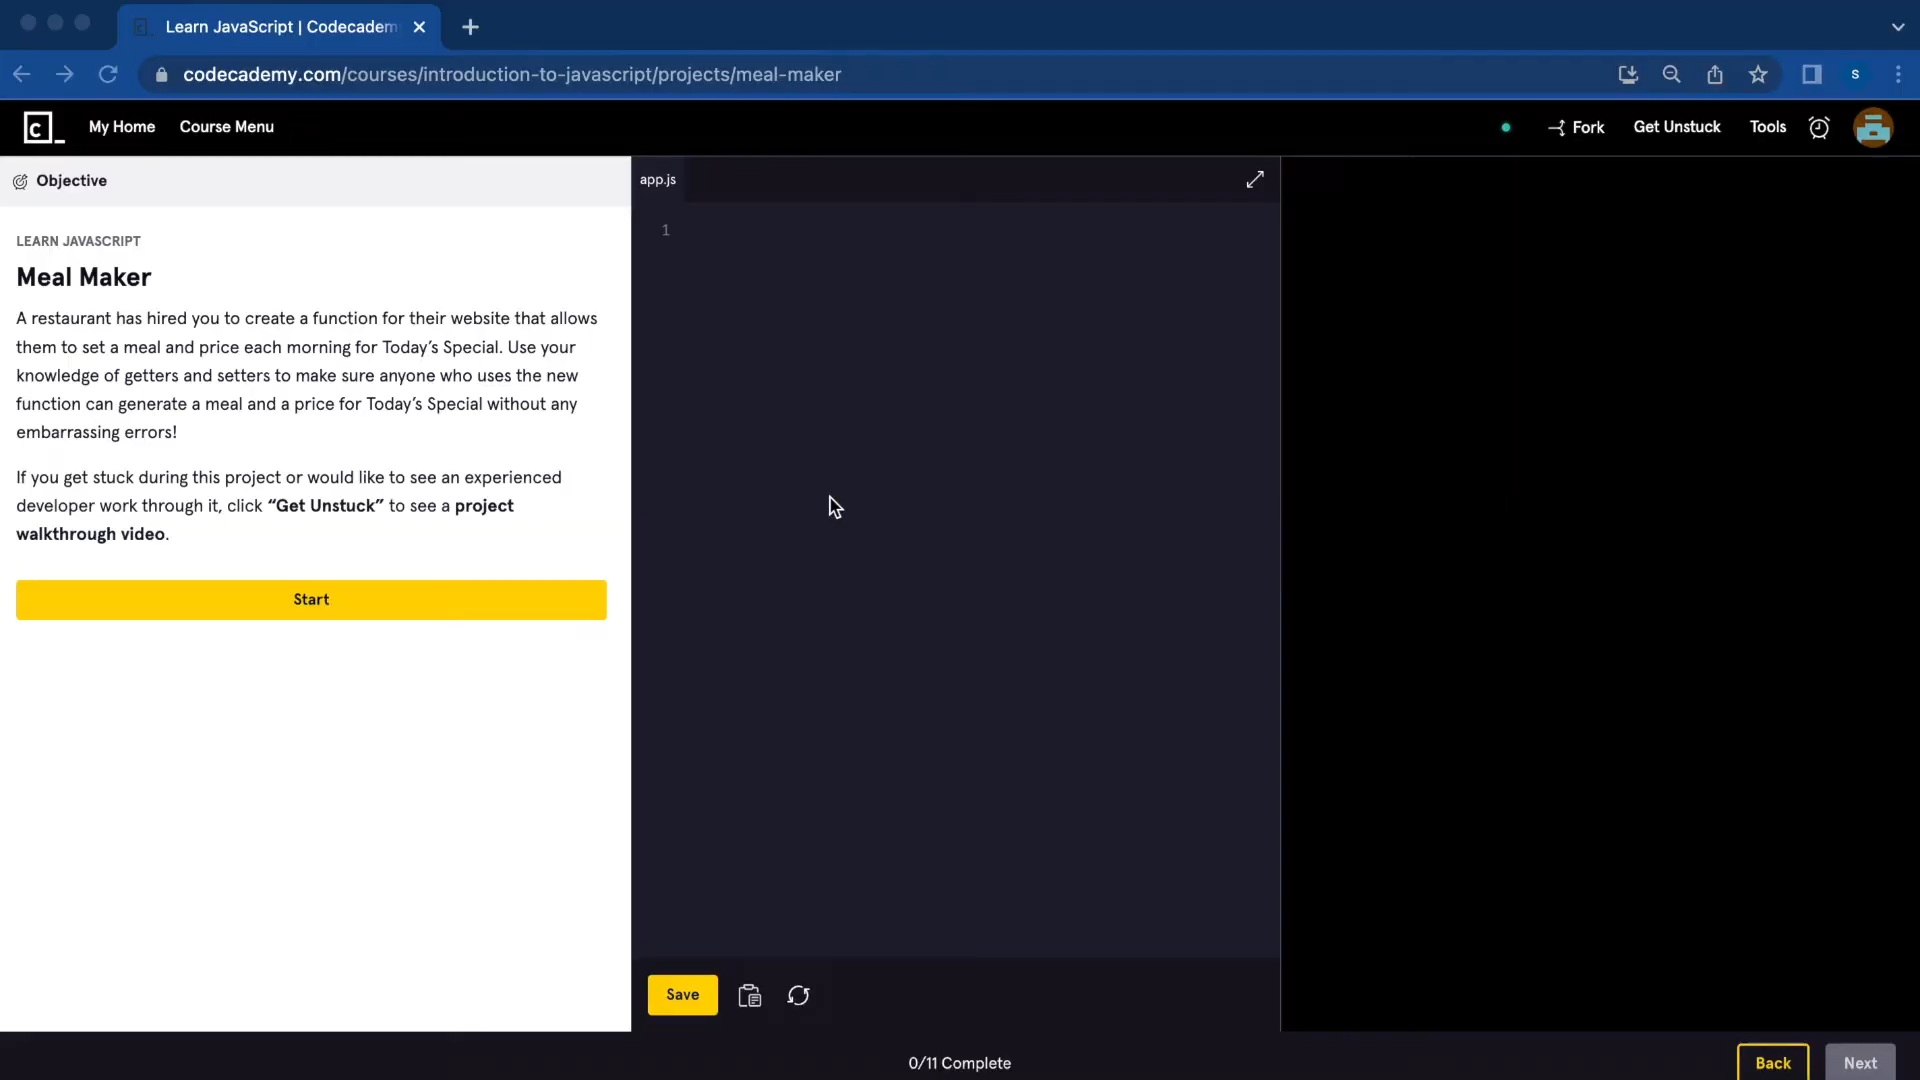 Learn JavaScript | Codecadem
codecademy.com/courses/introduction-to-javascript/projects/meal-maker
S
C_
My Home
Course Menu
Fork
Get Unstuck
Tools
Objective
LEARN JAVASCRIPT
Meal Maker
A restaurant has hired you to create a function for their website that allows
them to set a meal and price each morning for Today’s Special. Use your
knowledge of getters and setters to make sure anyone who uses the new
function can generate a meal and a price for Today’s Special without any
embarrassing errors!
If you get stuck during this project or would like to see an experienced
developer work through it, click “Get Unstuck” to see a project
walkthrough video.
Start
app.js
1
Save
0/11 Complete
Back
Next